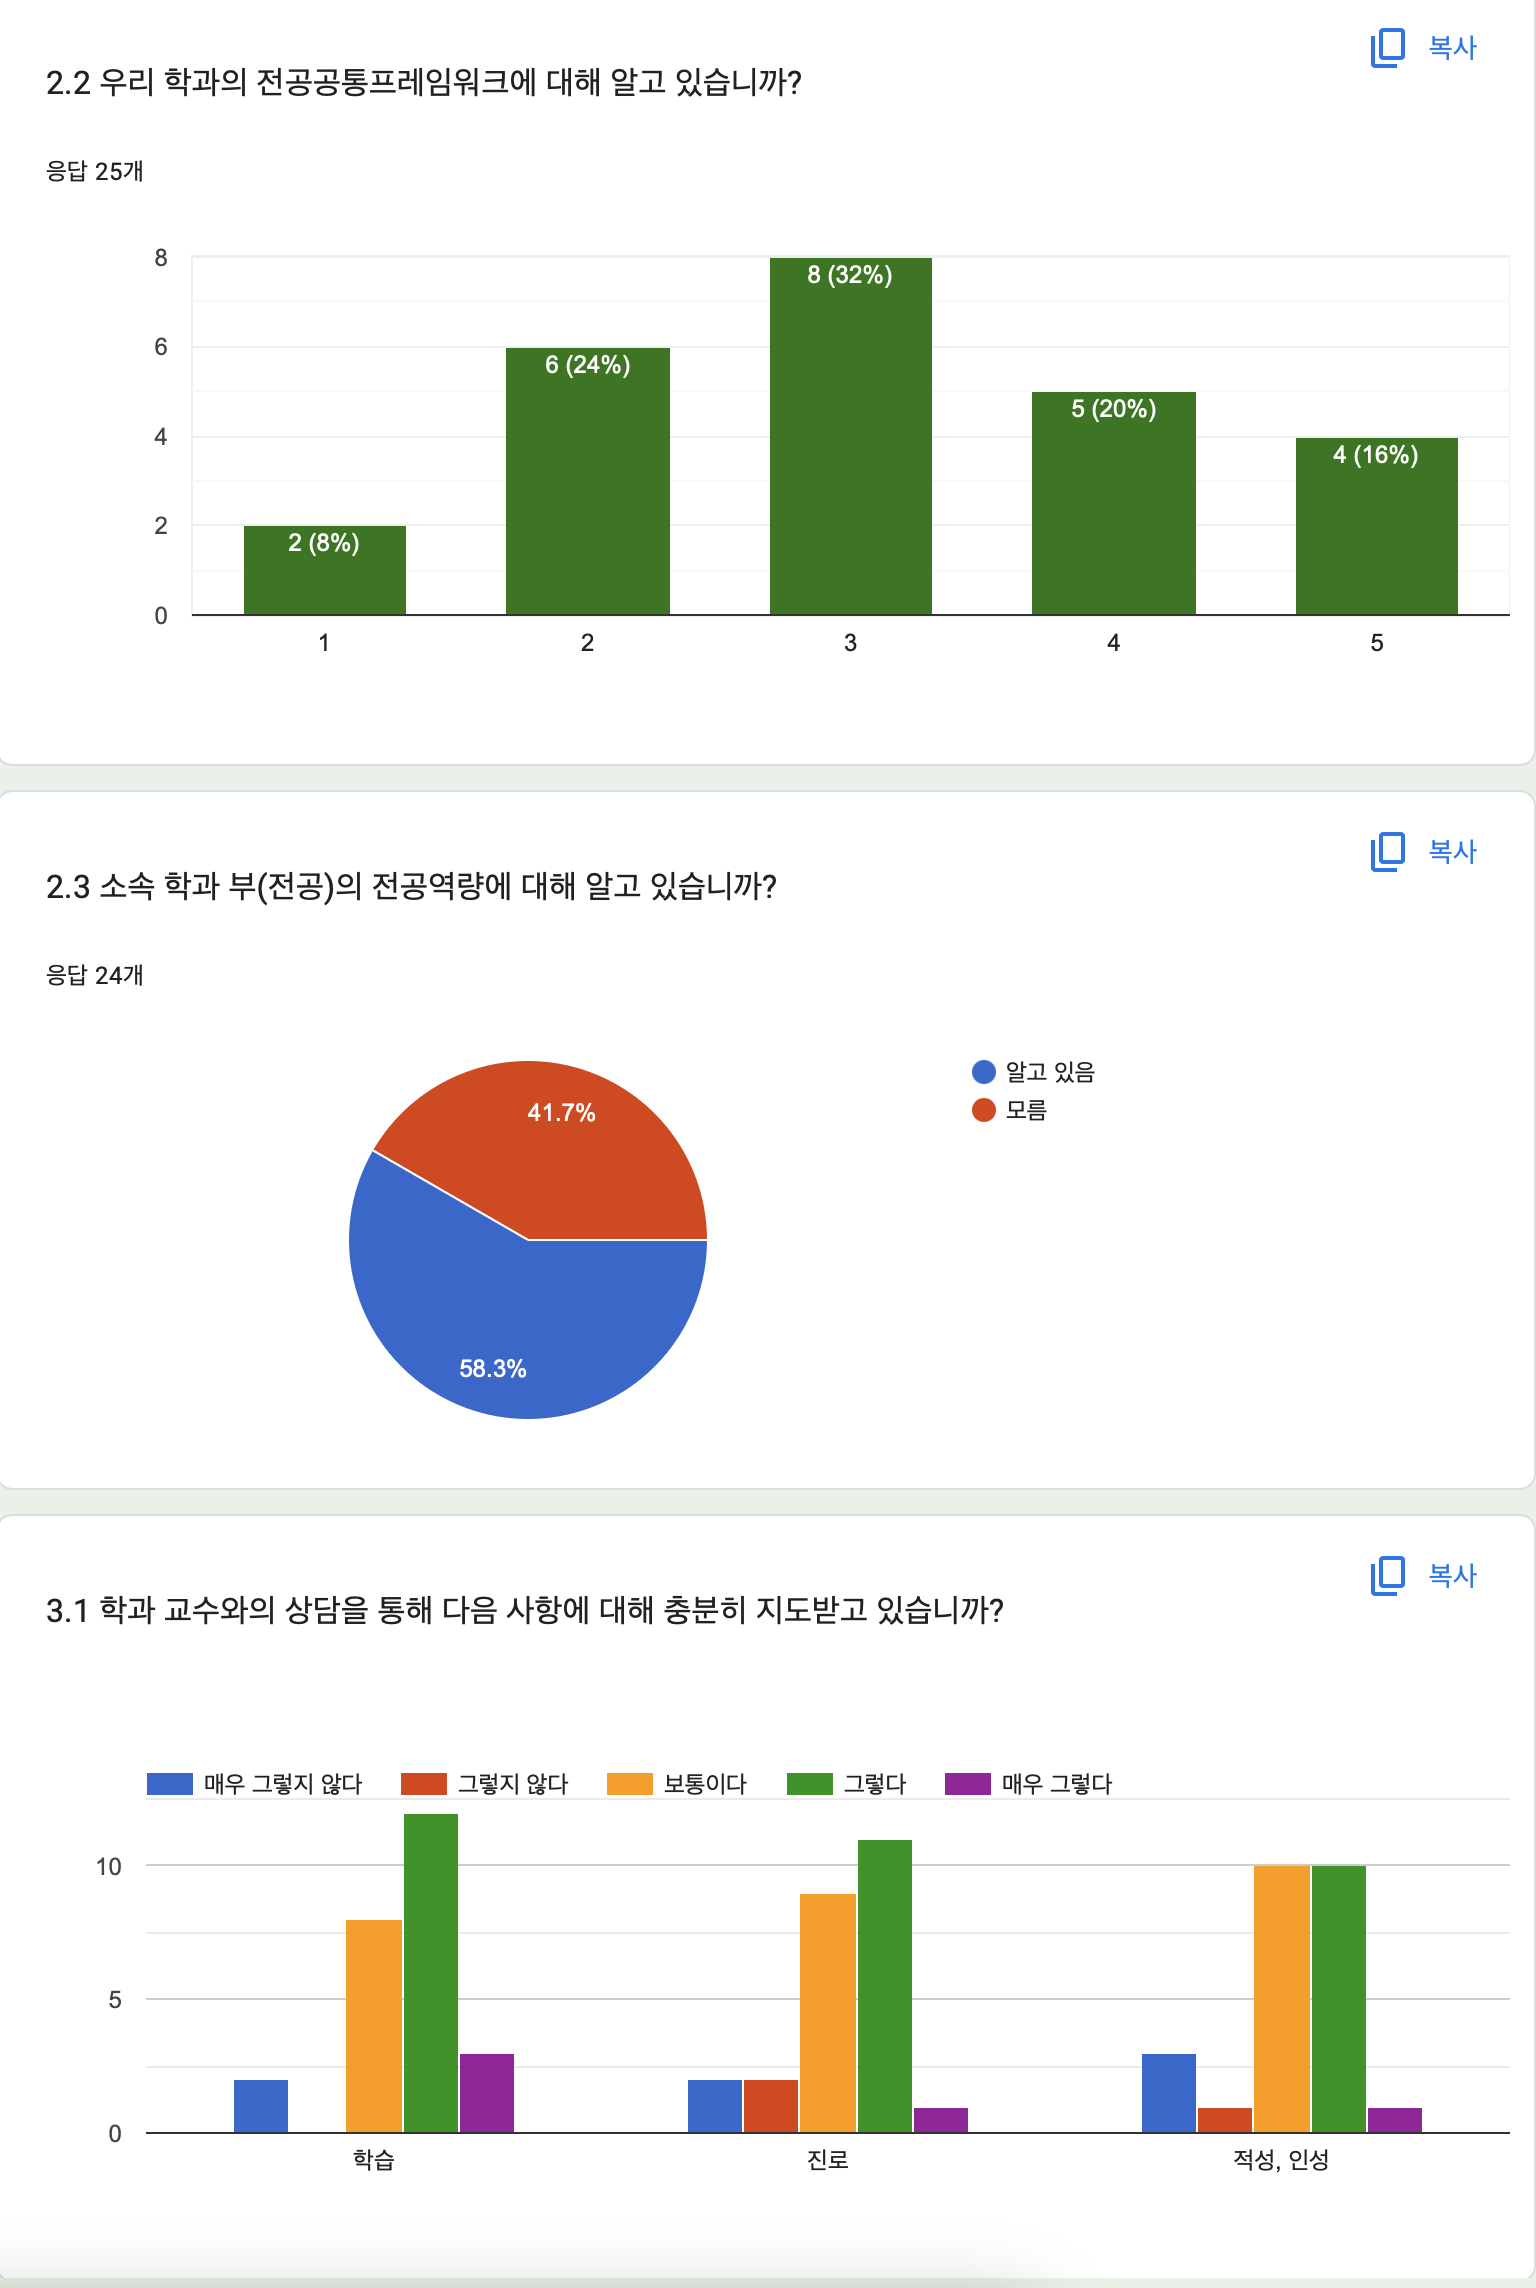 복사
2.2 우리 학과의 전공공통프레임워크에 대해 알고 있습니까?
응답 25개
8
6
4
2
0
2 (8%)
6 (24%)
8 (32%)
5 (20%)
4 (16%)
1 2 3 4 5
복사
2.3 소속 학과 부(전공)의 전공역량에 대해 알고 있습니까?
응답 24개
알고 있음
모름
41.7%
58.3%
복사
3.1 학과 교수와의 상담을 통해 다음 사항에 대해 충분히 지도받고 있습니까?
매우 그렇지 않다 그렇지 않다 보통이다 그렇다 매우 그렇다
10
5
0
학습 진로 적성, 인성